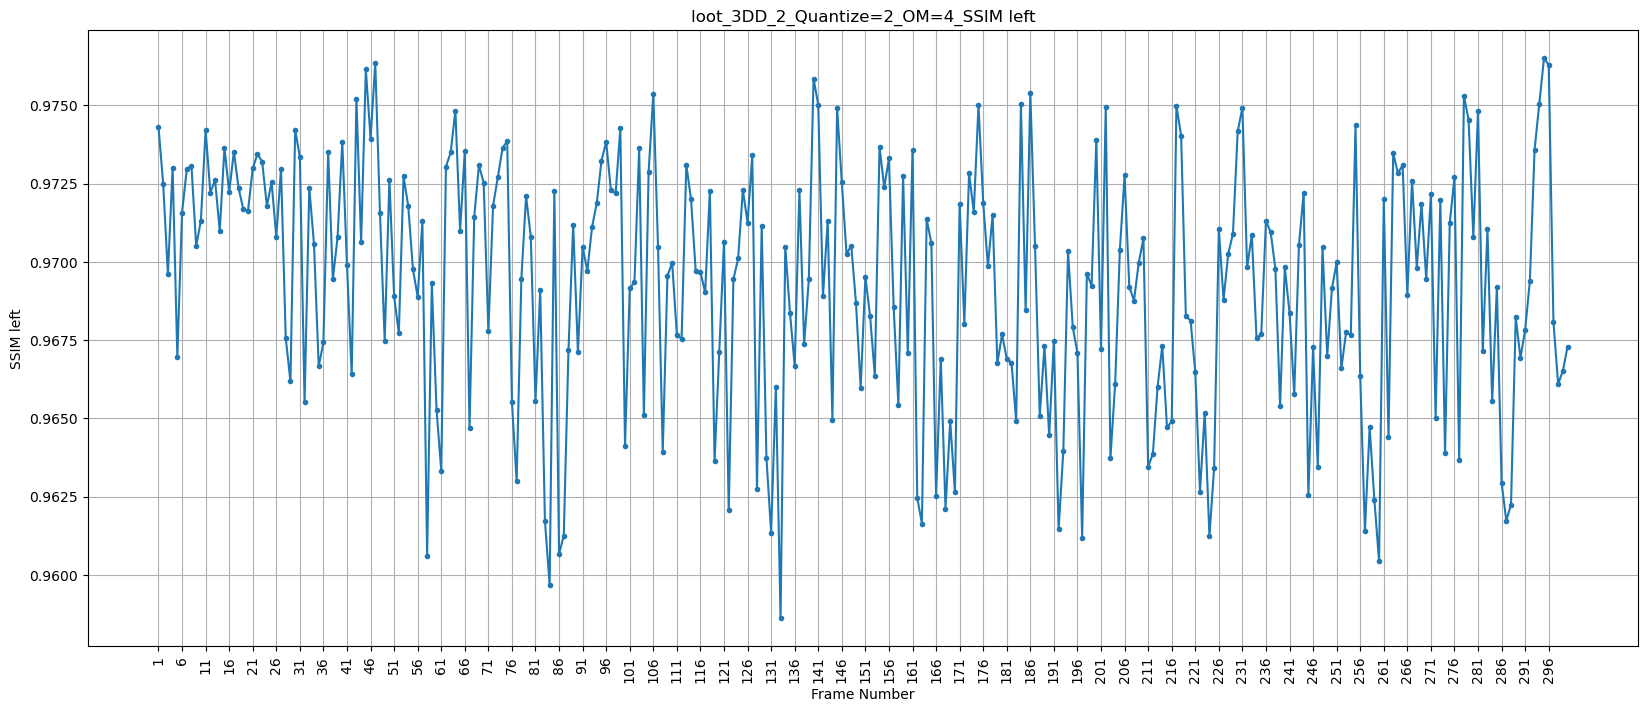 loot_3DD_2_Quantize=2_OM=4_SSIM left
SSIM left
0.9750
0.9725
0.9700
0.9675
0.9650
0.9625
0.9600
1 6 11 16 21 26 31 36 41 46 51 56 61 66 71 76 81 86 91 96 101 106 111 116 121 126 131 136 141 146 151 156 161 166 171 176 181 186 191 196 201 206 211 216 221 226 231 236 241 246 251 256 261 266 271 276 281 286 291 296
Frame Number